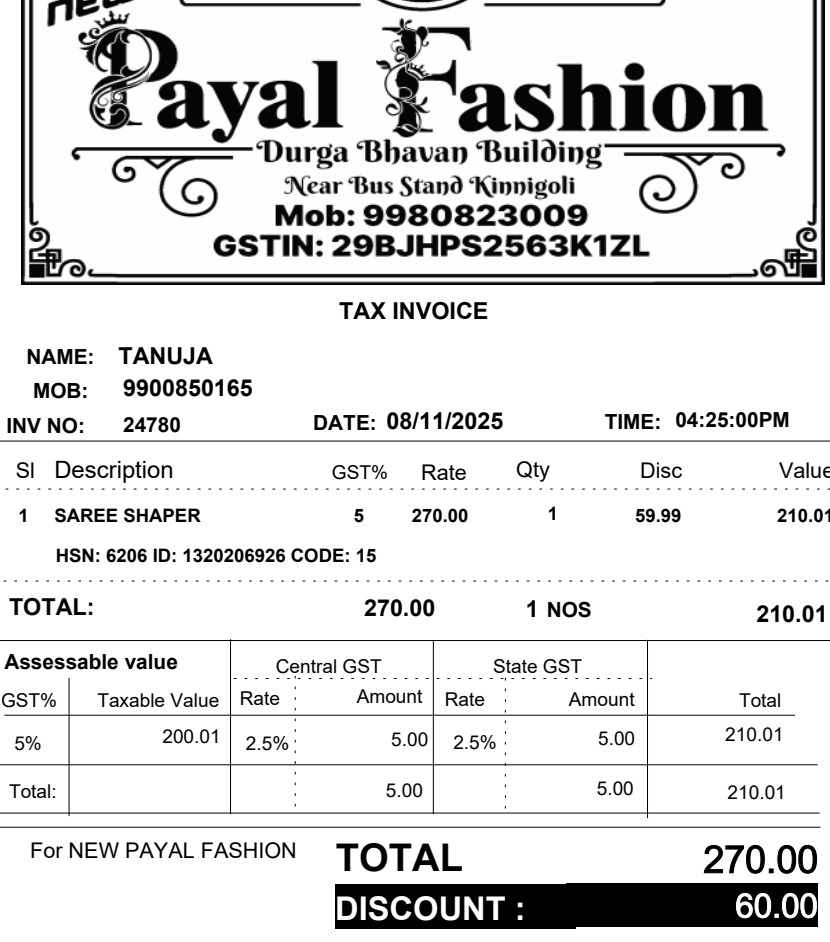 new
Payal Fashion
Durga Bhavan Building
Near Bus Stand Kinnigoli
Mob: 9980823009
GSTIN: 29BJHPS2563K1ZL
TAX INVOICE
NAME: TANUJA
MOB: 9900850165
INV NO: 24780 DATE: 08/11/2025 TIME: 04:25:00PM
Sl Description GST% Rate Qty Disc Value
1 SAREE SHAPER 5 270.00 1 59.99 210.01
HSN: 6206 ID: 1320206926 CODE: 15
TOTAL: 270.00 1 NOS 210.01
Assessable value Central GST State GST
GST% Taxable Value Rate Amount Rate Amount Total
5% 200.01 2.5% 5.00 2.5% 5.00 210.01
Total: 5.00 5.00 210.01
For NEW PAYAL FASHION TOTAL 270.00
DISCOUNT : 60.00